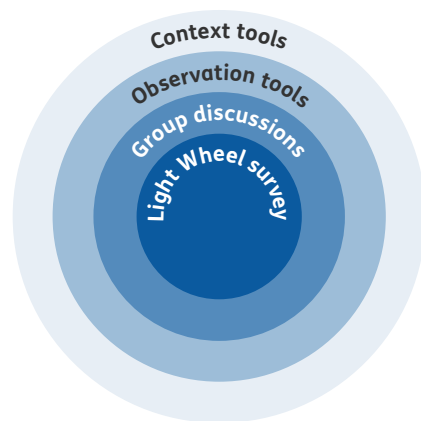 Context tools
Observation tools
Group discussions
Light Wheel survey